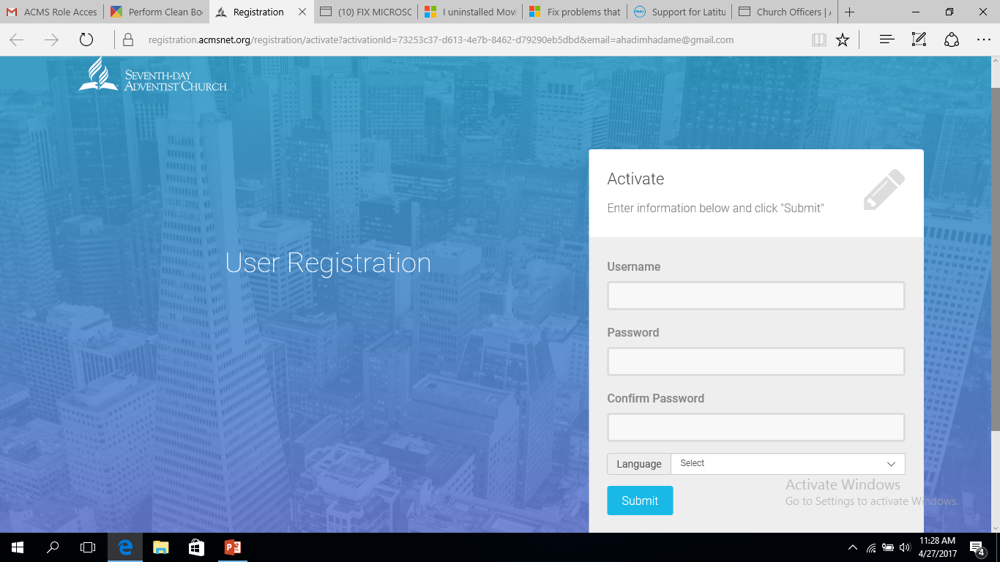 ACMS Role Acces
Perform Clean Bo
Registration
(10) FIX MICROSC
I uninstalled Movi
Fix problems that
Support for Latitu
Church Officers | A
registration.acmsnet.org/registration/activate?activationId=73253c37-d613-4e7b-8462-d79290eb5dbd&email=ahadimhadame@gmail.com
SEVENTH-DAY
ADVENTIST CHURCH
User Registration
Activate
Enter information below and click "Submit"
Username
Password
Confirm Password
Language Select
Submit
Activate Windows
Go to Settings to activate Windows.
11:28 AM
4/27/2017
4